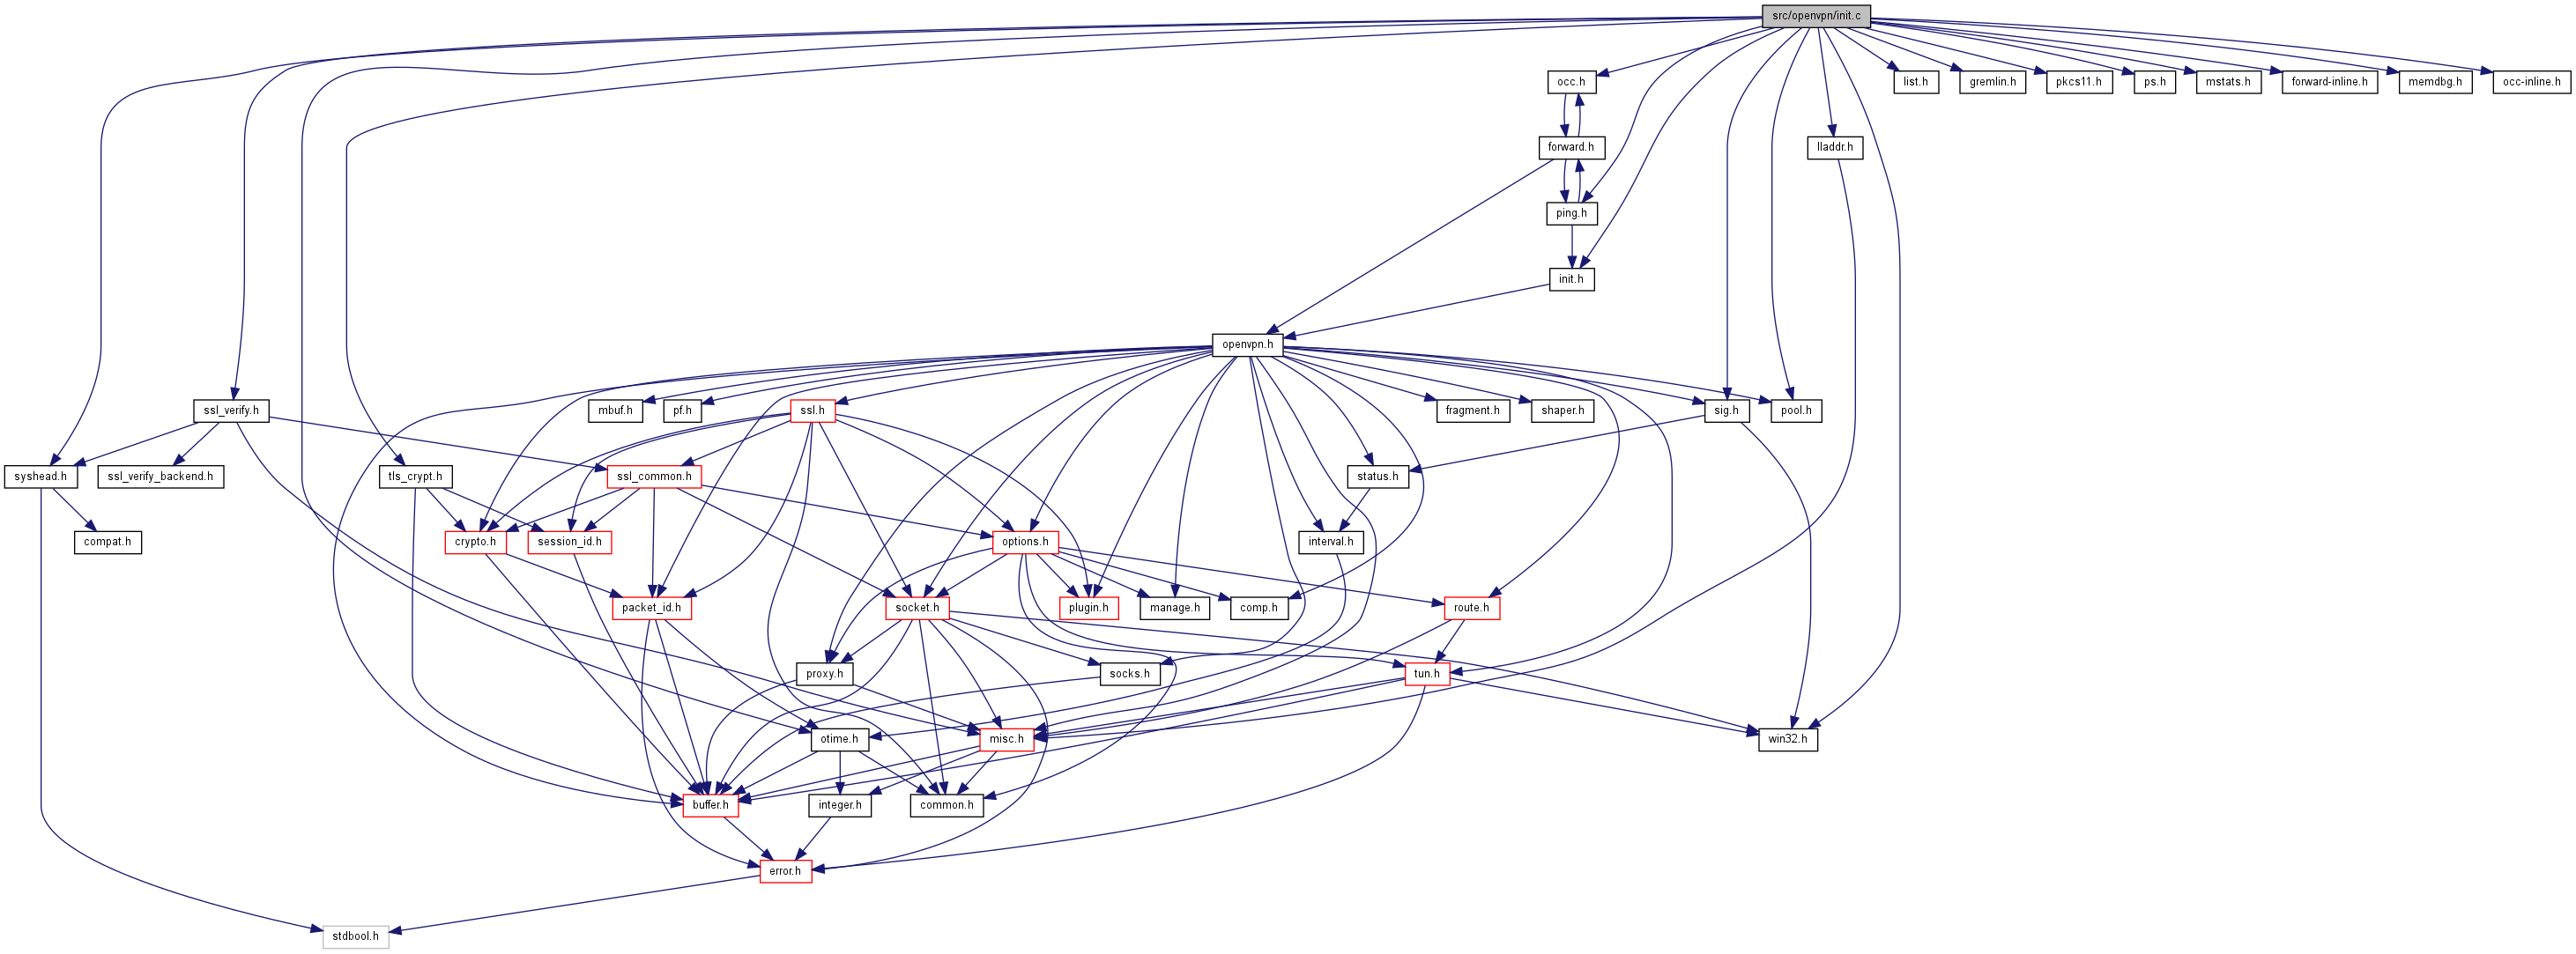 src/openvpn/init.c
occ.h
list.h
gremlin.h
pkcs11.h
ps.h
mstats.h
forward-inline.h
memdbg.h
occ-inline.h
forward.h
lladdr.h
ping.h
init.h
openvpn.h
ssl_verify.h
mbuf.h
pf.h
ssl.h
fragment.h
shaper.h
sig.h
pool.h
syshead.h
ssl_verify_backend.h
tls_crypt.h
ssl_common.h
status.h
compat.h
crypto.h
session_id.h
options.h
interval.h
packet_id.h
socket.h
plugin.h
manage.h
comp.h
route.h
proxy.h
socks.h
tun.h
otime.h
misc.h
win32.h
buffer.h
integer.h
common.h
error.h
stdbool.h